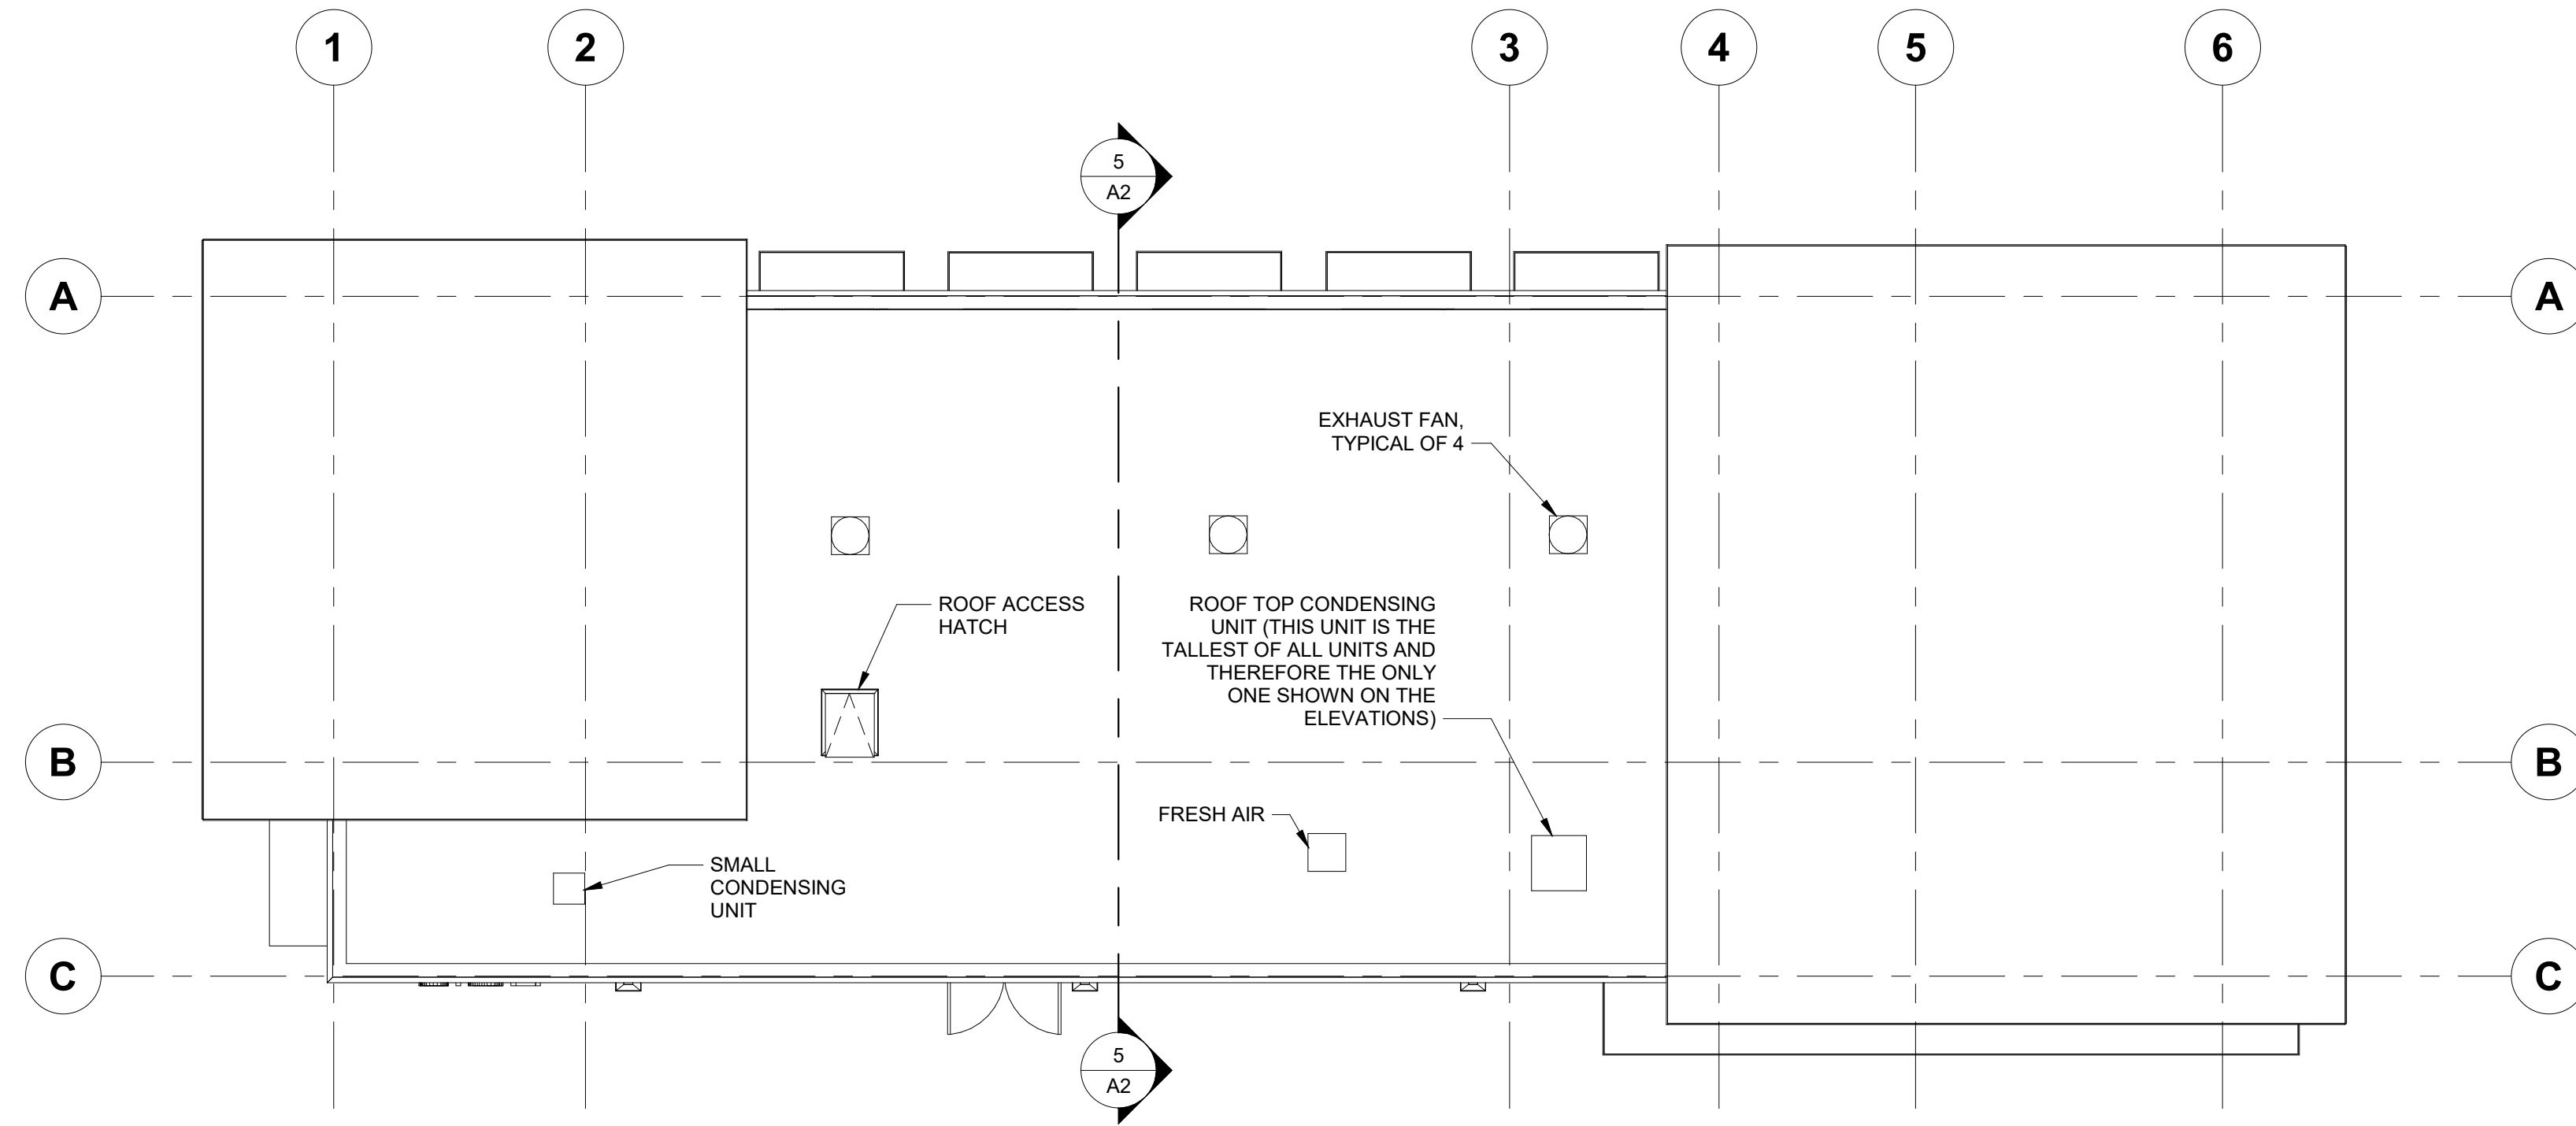 1
2
3
4
5
6
5
A2
A
A
EXHAUST FAN,
TYPICAL OF 4
ROOF ACCESS
HATCH
ROOF TOP CONDENSING
UNIT (THIS UNIT IS THE
TALLEST OF ALL UNITS AND
THEREFORE THE ONLY
ONE SHOWN ON THE
ELEVATIONS)
B
B
FRESH AIR
SMALL
CONDENSING
UNIT
C
C
5
A2